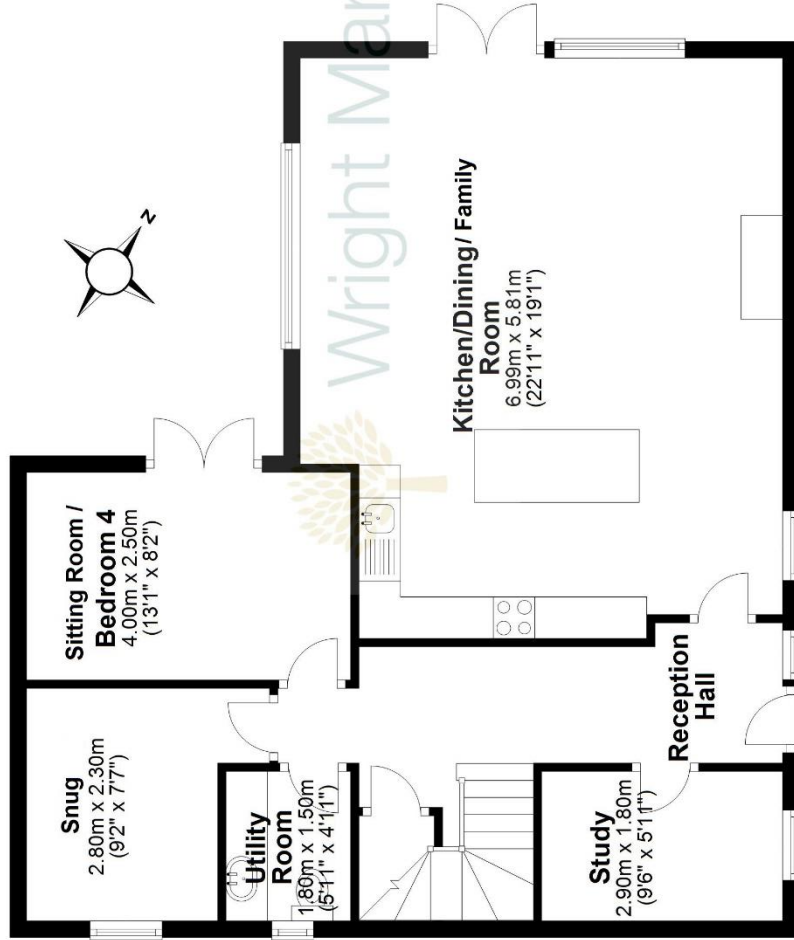 Wright Mar
N
Kitchen/Dining/ Family
Room
6.99m x 5.81m
(22'11" x 19'1")
Sitting Room /
Bedroom 4
4.00m x 2.50m
(13'1" x 8'2")
Snug
2.80m x 2.30m
(9'2" x 7'7")
Utility
Room
1.80m x 1.50m
(5'11" x 4'11")
Reception
Hall
Study
2.90m x 1.80m
(9'6" x 5'11")